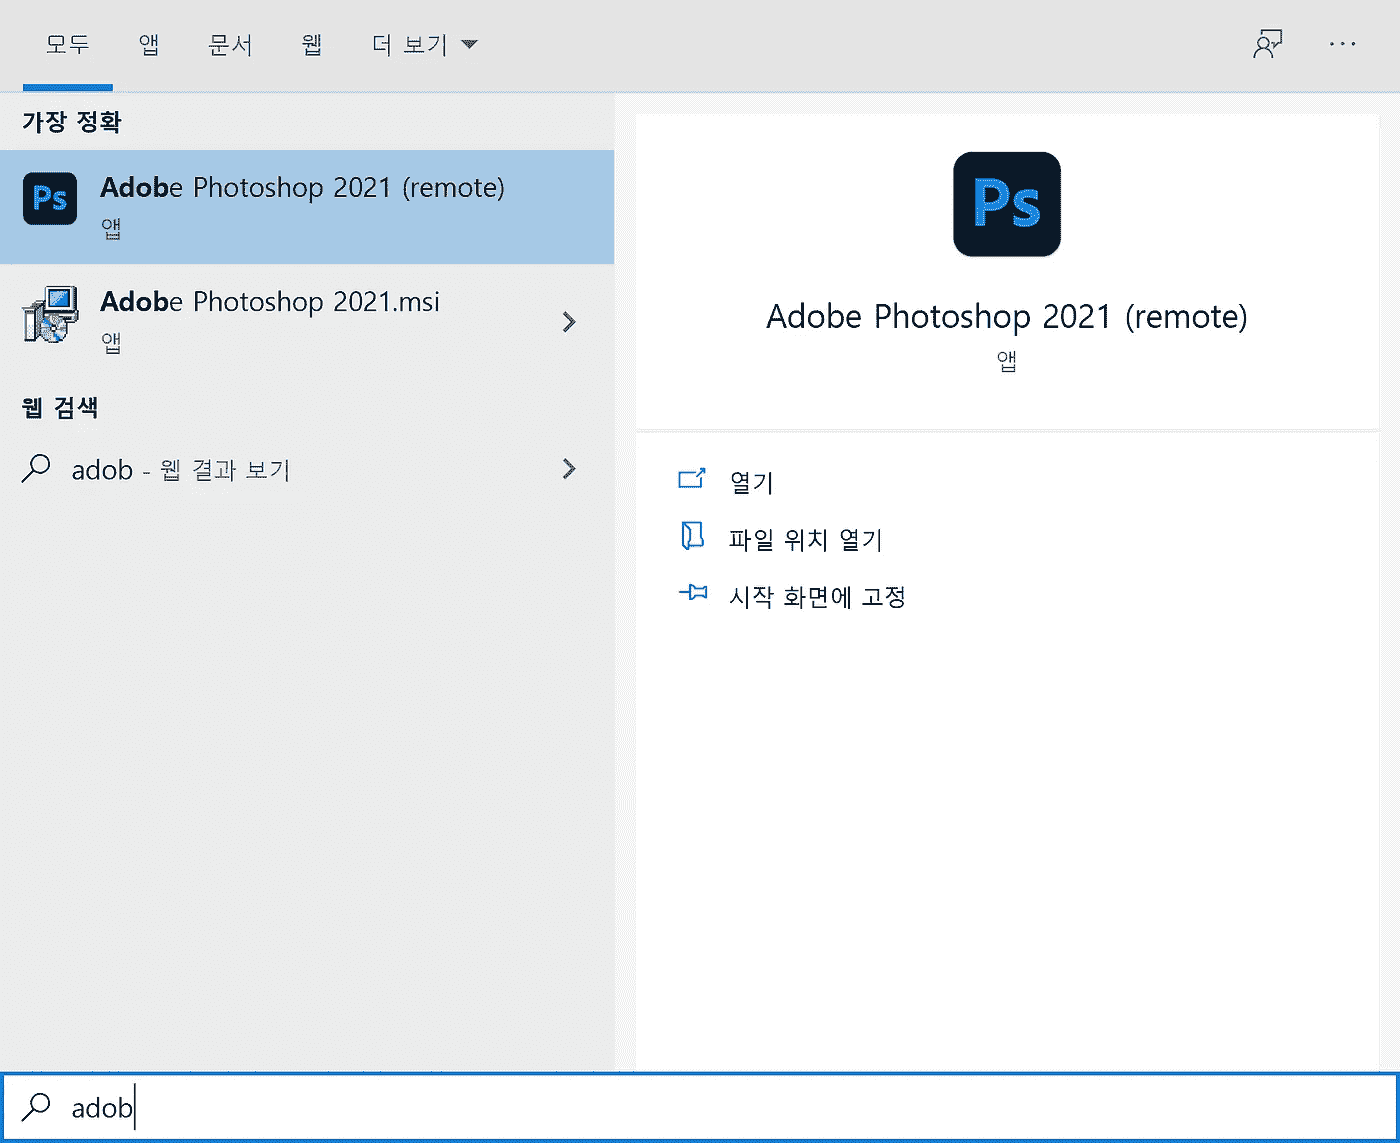 모두 앱 문서 웹 더 보기
가장 정확
Ps Adobe Photoshop 2021 (remote)
앱
Adobe Photoshop 2021.msi
앱
웹 검색
adob - 웹 결과 보기
Ps
Adobe Photoshop 2021 (remote)
앱
열기
파일 위치 열기
시작 화면에 고정
adob